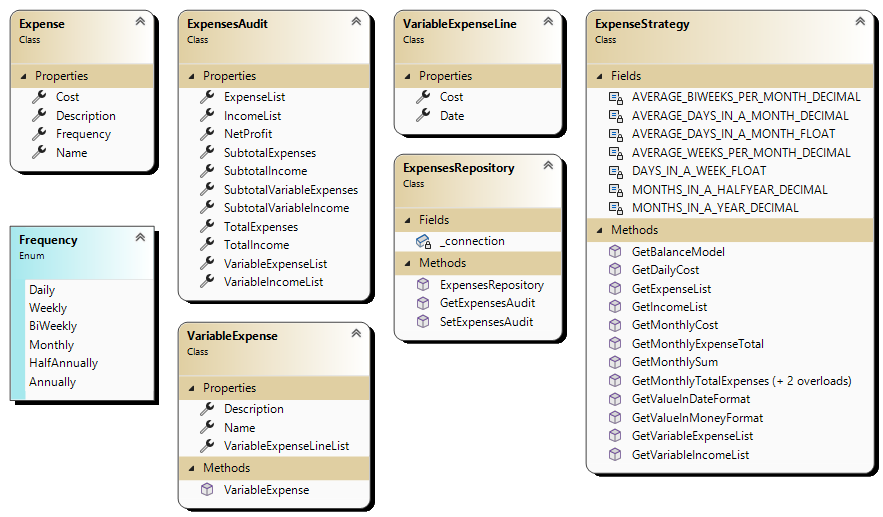 Expense
Class
Properties
Cost
Description
Frequency
Name
Frequency
Enum
Daily
Weekly
BiWeekly
Monthly
HalfAnnually
Annually
ExpensesAudit
Class
Properties
ExpenseList
IncomeList
NetProfit
SubtotalExpenses
SubtotalIncome
SubtotalVariableExpenses
SubtotalVariableIncome
TotalExpenses
TotalIncome
VariableExpenseList
VariableIncomeList
VariableExpense
Class
Properties
Description
Name
VariableExpenseLineList
Methods
VariableExpense
VariableExpenseLine
Class
Properties
Cost
Date
ExpensesRepository
Class
Fields
_connection
Methods
ExpensesRepository
GetExpensesAudit
SetExpensesAudit
ExpenseStrategy
Class
Fields
AVERAGE_BIWEEKS_PER_MONTH_DECIMAL
AVERAGE_DAYS_IN_A_MONTH_DECIMAL
AVERAGE_DAYS_IN_A_MONTH_FLOAT
AVERAGE_WEEKS_PER_MONTH_DECIMAL
DAYS_IN_A_WEEK_FLOAT
MONTHS_IN_A_HALFYEAR_DECIMAL
MONTHS_IN_A_YEAR_DECIMAL
Methods
GetBalanceModel
GetDailyCost
GetExpenseList
GetIncomeList
GetMonthlyCost
GetMonthlyExpenseTotal
GetMonthlySum
GetMonthlyTotalExpenses (+ 2 overloads)
GetValueInDateFormat
GetValueInMoneyFormat
GetVariableExpenseList
GetVariableIncomeList